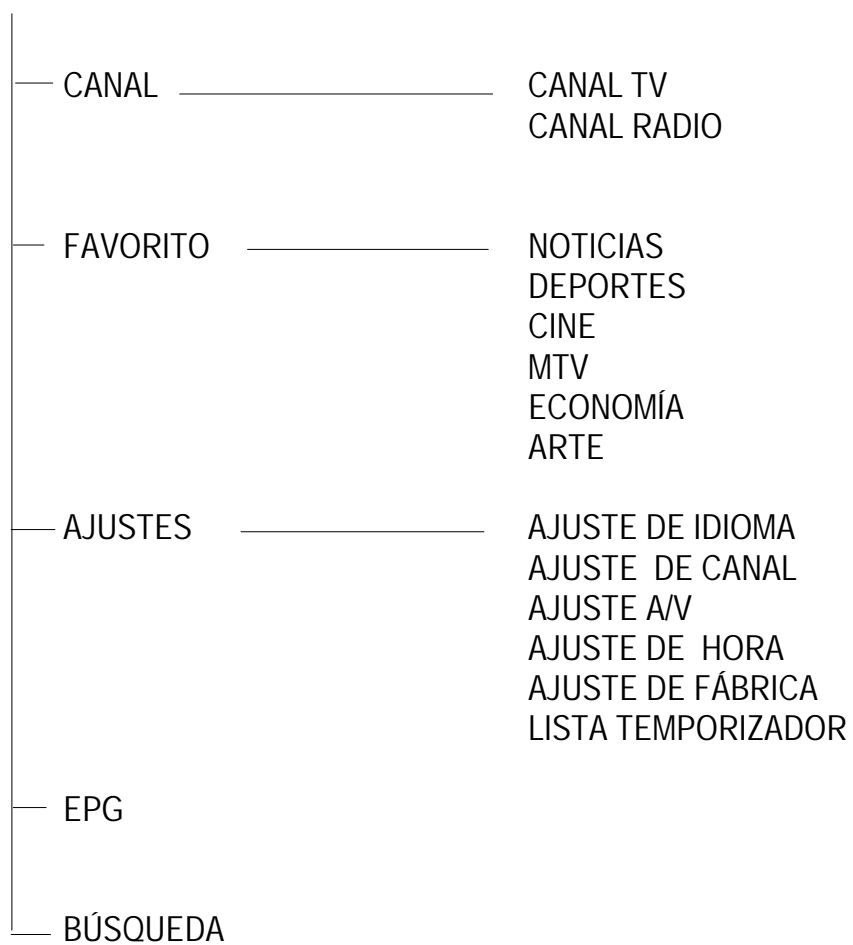 CANAL CANAL TV
CANAL RADIO
FAVORITO NOTICIAS
DEPORTES
CINE
MTV
ECONOMÍA
ARTE
AJUSTES AJUSTE DE IDIOMA
AJUSTE DE CANAL
AJUSTE A/V
AJUSTE DE HORA
AJUSTE DE FÁBRICA
LISTA TEMPORIZADOR
EPG
BÚSQUEDA